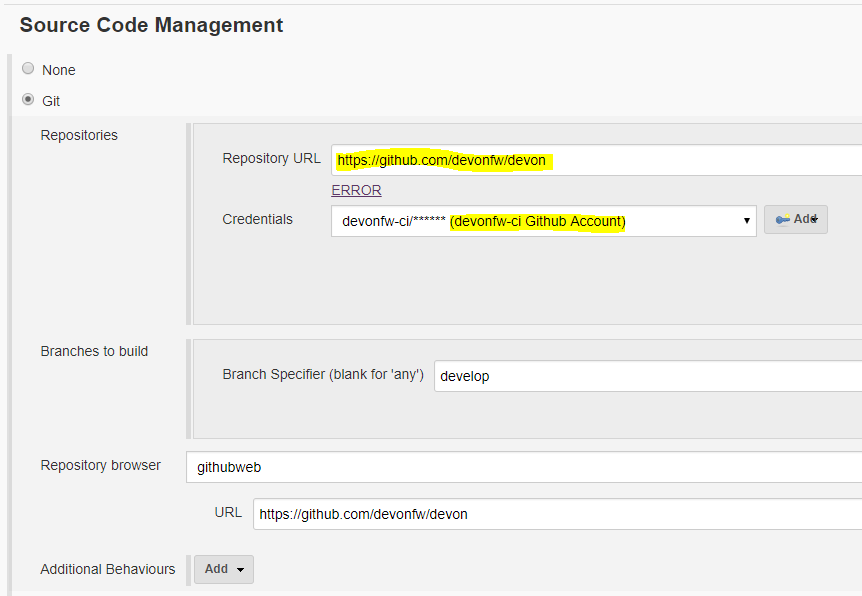 Source Code Management
None
Git
Repositories
Repository URL https://github.com/devonfw/devon
ERROR
Credentials devonfw-ci/****** (devonfw-ci Github Account) Add
Branches to build
Branch Specifier (blank for 'any') develop
Repository browser githubweb
URL https://github.com/devonfw/devon
Additional Behaviours Add